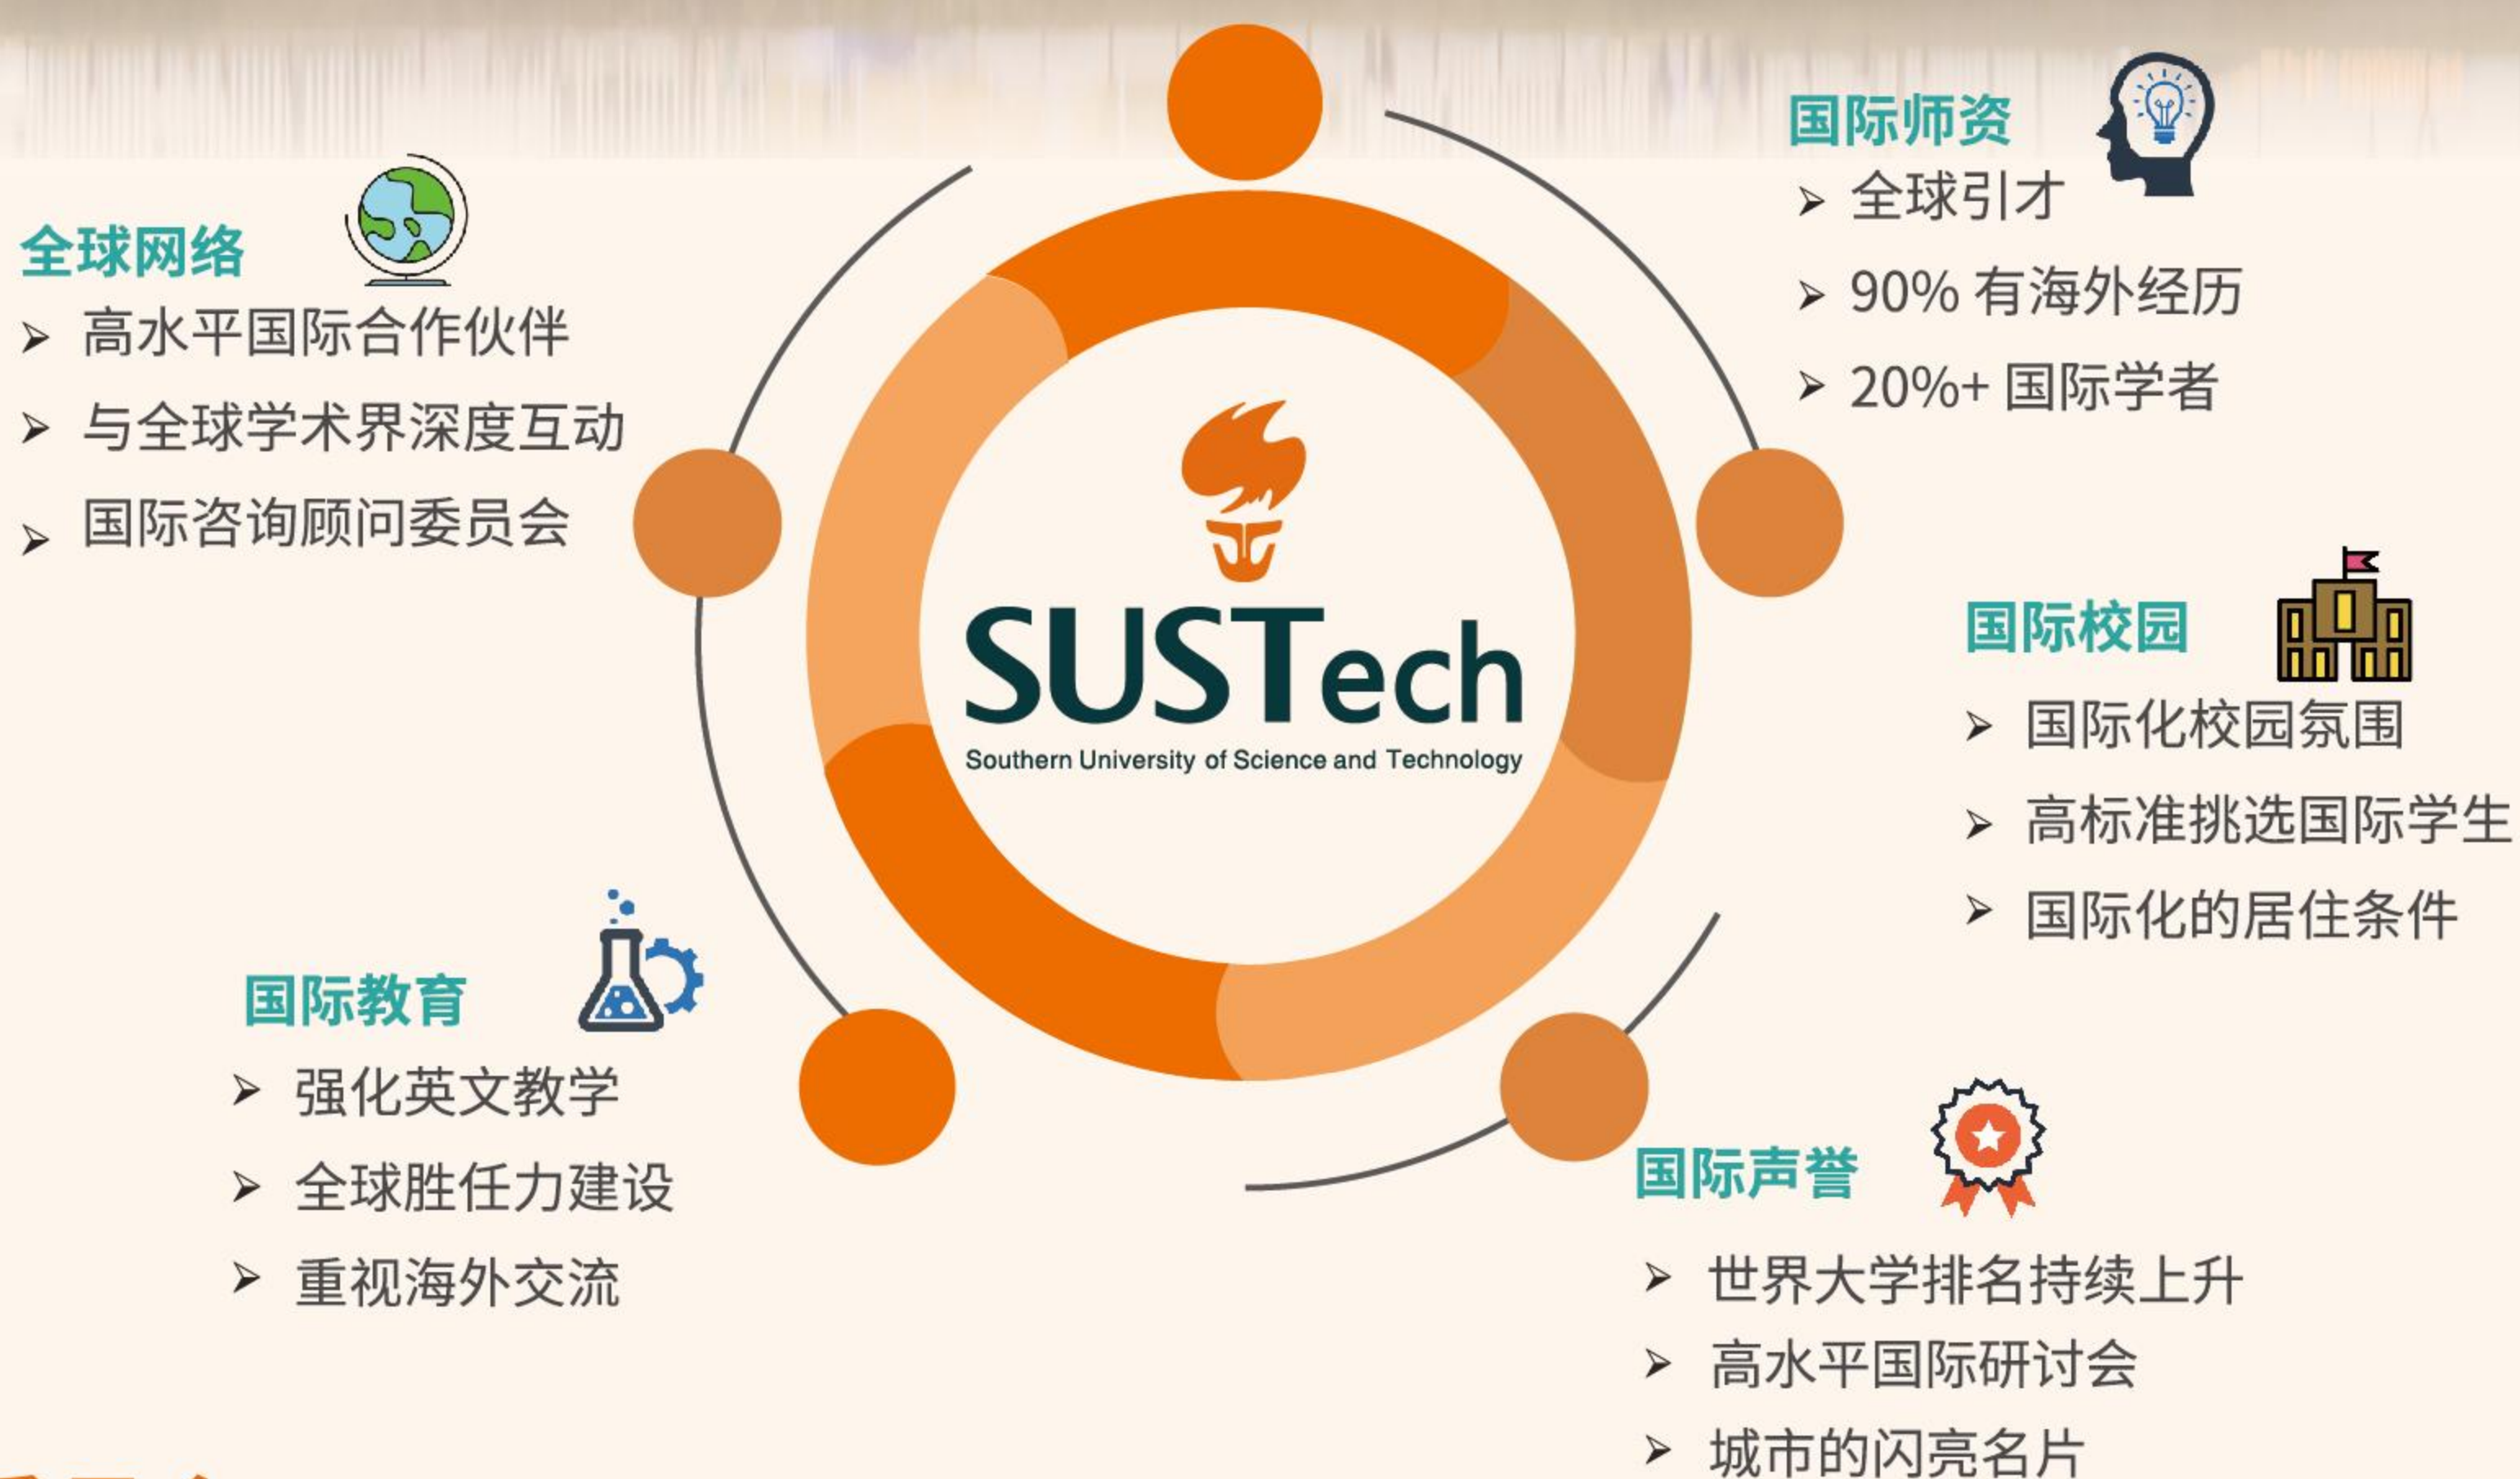 全球网络
高水平国际合作伙伴
与全球学术界深度互动
国际咨询顾问委员会
国际师资
全球引才
90% 有海外经历
20%+ 国际学者
SUSTech
Southern University of Science and Technology
国际校园
国际化校园氛围
高标准挑选国际学生
国际化的居住条件
国际教育
强化英文教学
全球胜任力建设
重视海外交流
国际声誉
世界大学排名持续上升
高水平国际研讨会
城市的闪亮名片